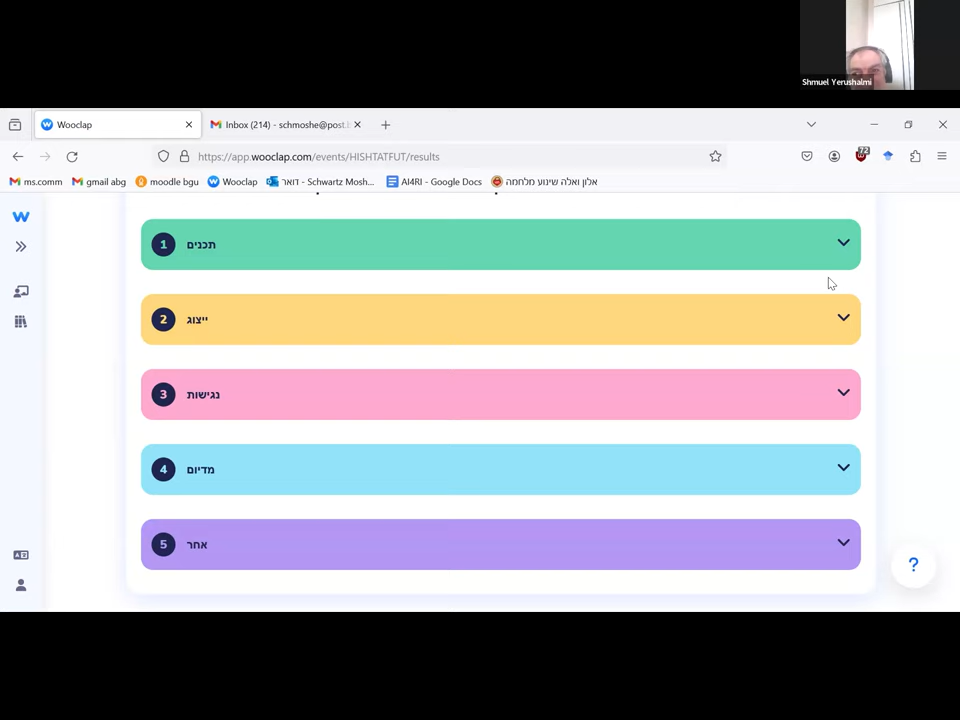 Shmuel Yerushalmi
Wooclap
Inbox (214) - schmoshe@post.
https://app.wooclap.com/events/HISHTATFUT/results
72
ms.comm
gmail abg
moodle bgu
Wooclap
דואר - Schwartz Mosh...
AI4RI - Google Docs
אלון ואלה שינוע מלחמה
1 תכנים
2 ייצוג
3 נגישות
4 מדיום
5 אחר
?